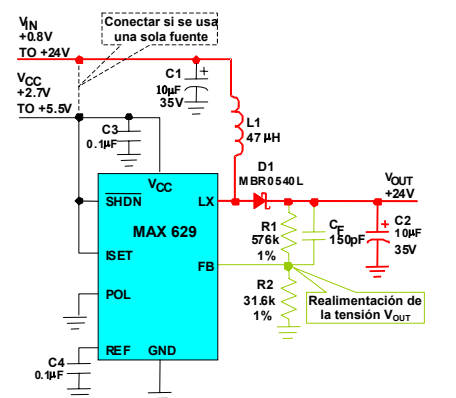 Conectar si se usa
una sola fuente
VIN
+0.8V
TO +24V
VCC
+2.7V
TO +5.5V
C1
10µF
35V
+
C3
0.1µF
L1
47 µH
D1
MBR0540L
VOUT
+24V
VCC
SHDN
LX
MAX 629
ISET
FB
POL
REF
GND
R1
576k
1%
CF
150pF
+
C2
10µF
35V
R2
31.6k
1%
Realimentación de
la tensión VOUT
C4
0.1µF